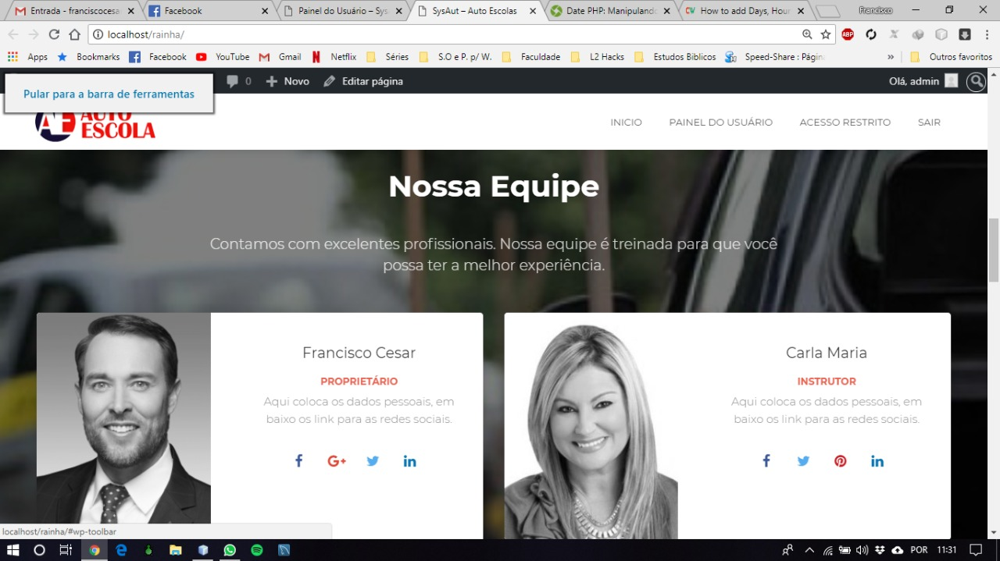 Entrada - franciscocesa
Facebook
Painel do Usuário – Sys
SysAut – Auto Escolas
Date PHP: Manipuland
How to add Days, Hour
Francisco
localhost/rainha/
ABP
Apps
Bookmarks
Facebook
YouTube
Gmail
Netflix
Séries
S.O e P. p/ W.
Faculdade
L2 Hacks
Estudos Biblicos
Speed-Share : Págin
»
Outros favoritos
Pular para a barra de ferramentas
0
Novo
Editar página
Olá, admin
AE AUTO
ESCOLA
INICIO
PAINEL DO USUÁRIO
ACESSO RESTRITO
SAIR
Nossa Equipe
Contamos com excelentes profissionais. Nossa equipe é treinada para que você
possa ter a melhor experiência.
Francisco Cesar
PROPRIETÁRIO
Aqui coloca os dados pessoais, em
baixo os link para as redes sociais.
Carla Maria
INSTRUTOR
Aqui coloca os dados pessoais, em
baixo os link para as redes sociais.
localhost/rainha/#wp-toolbar
POR
11:31